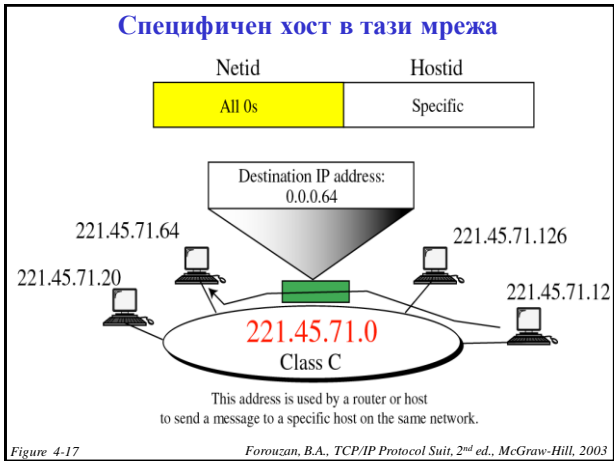 Специфичен хост в тази мрежа
Netid Hostid
All 0s Specific
Destination IP address:
0.0.0.64
221.45.71.64
221.45.71.126
221.45.71.20
221.45.71.12
221.45.71.0
Class C
This address is used by a router or host
to send a message to a specific host on the same network.
Figure 4-17 Forouzan, B.A., TCP/IP Protocol Suit, 2nd ed., McGraw-Hill, 2003